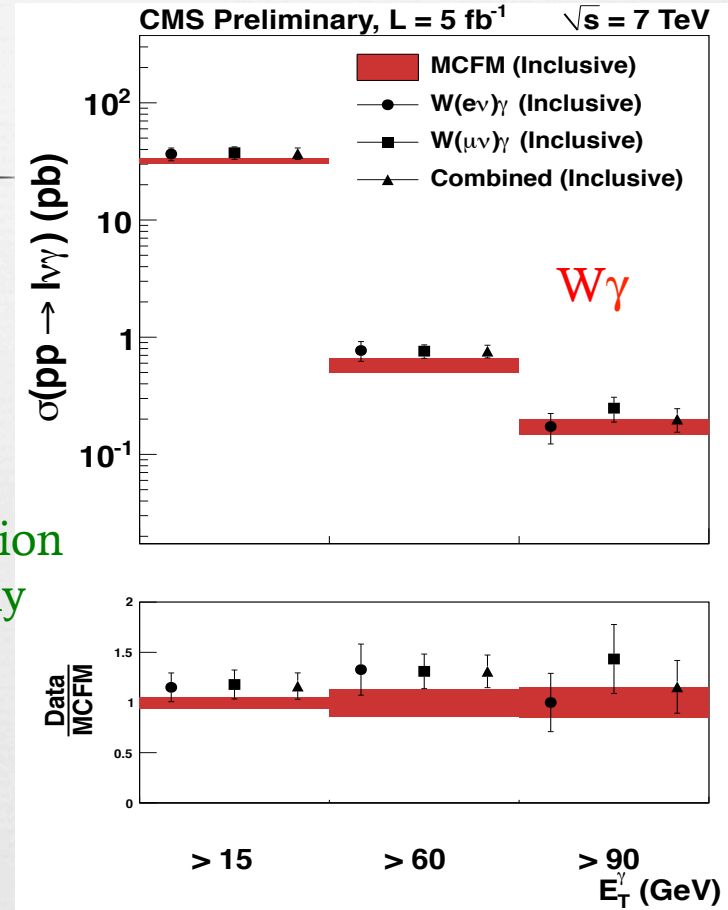 CMS Preliminary, L = 5 fb⁻¹ √s = 7 TeV
MCFM (Inclusive)
W(eν)γ (Inclusive)
W(μν)γ (Inclusive)
Combined (Inclusive)
σ(pp → lνγ) (pb)
10²
10
1
10⁻¹
Wγ
Data
MCFM
2
1.5
1
0.5
0
> 15 > 60 > 90
E_T^γ (GeV)